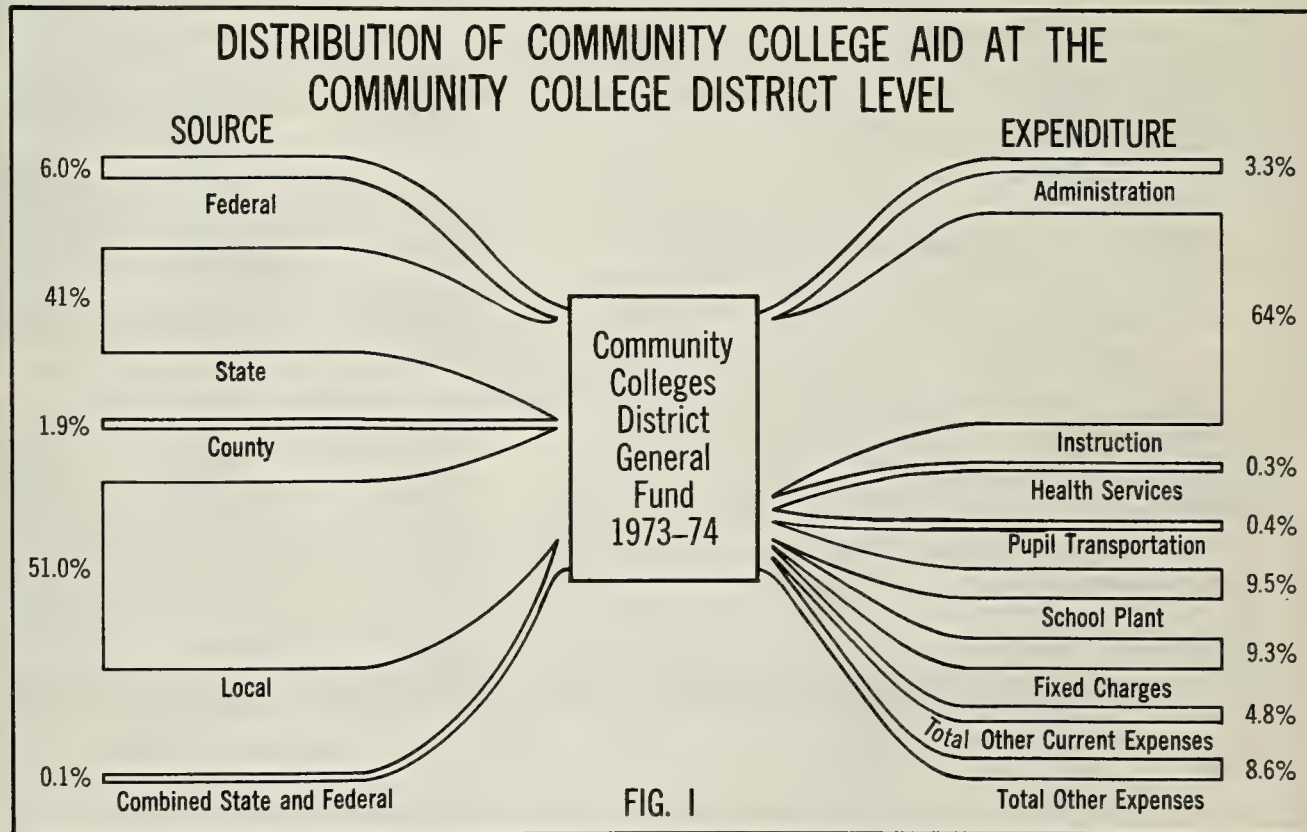 DISTRIBUTION OF COMMUNITY COLLEGE AID AT THE
COMMUNITY COLLEGE DISTRICT LEVEL
SOURCE
6.0%
Federal
41%
State
1.9%
County
51.0%
Local
0.1%
Combined State and Federal
Community
Colleges
District
General
Fund
1973–74
EXPENDITURE
3.3%
Administration
64%
Instruction
0.3%
Health Services
0.4%
Pupil Transportation
9.5%
School Plant
9.3%
Fixed Charges
4.8%
Total Other Current Expenses
8.6%
Total Other Expenses
FIG. I